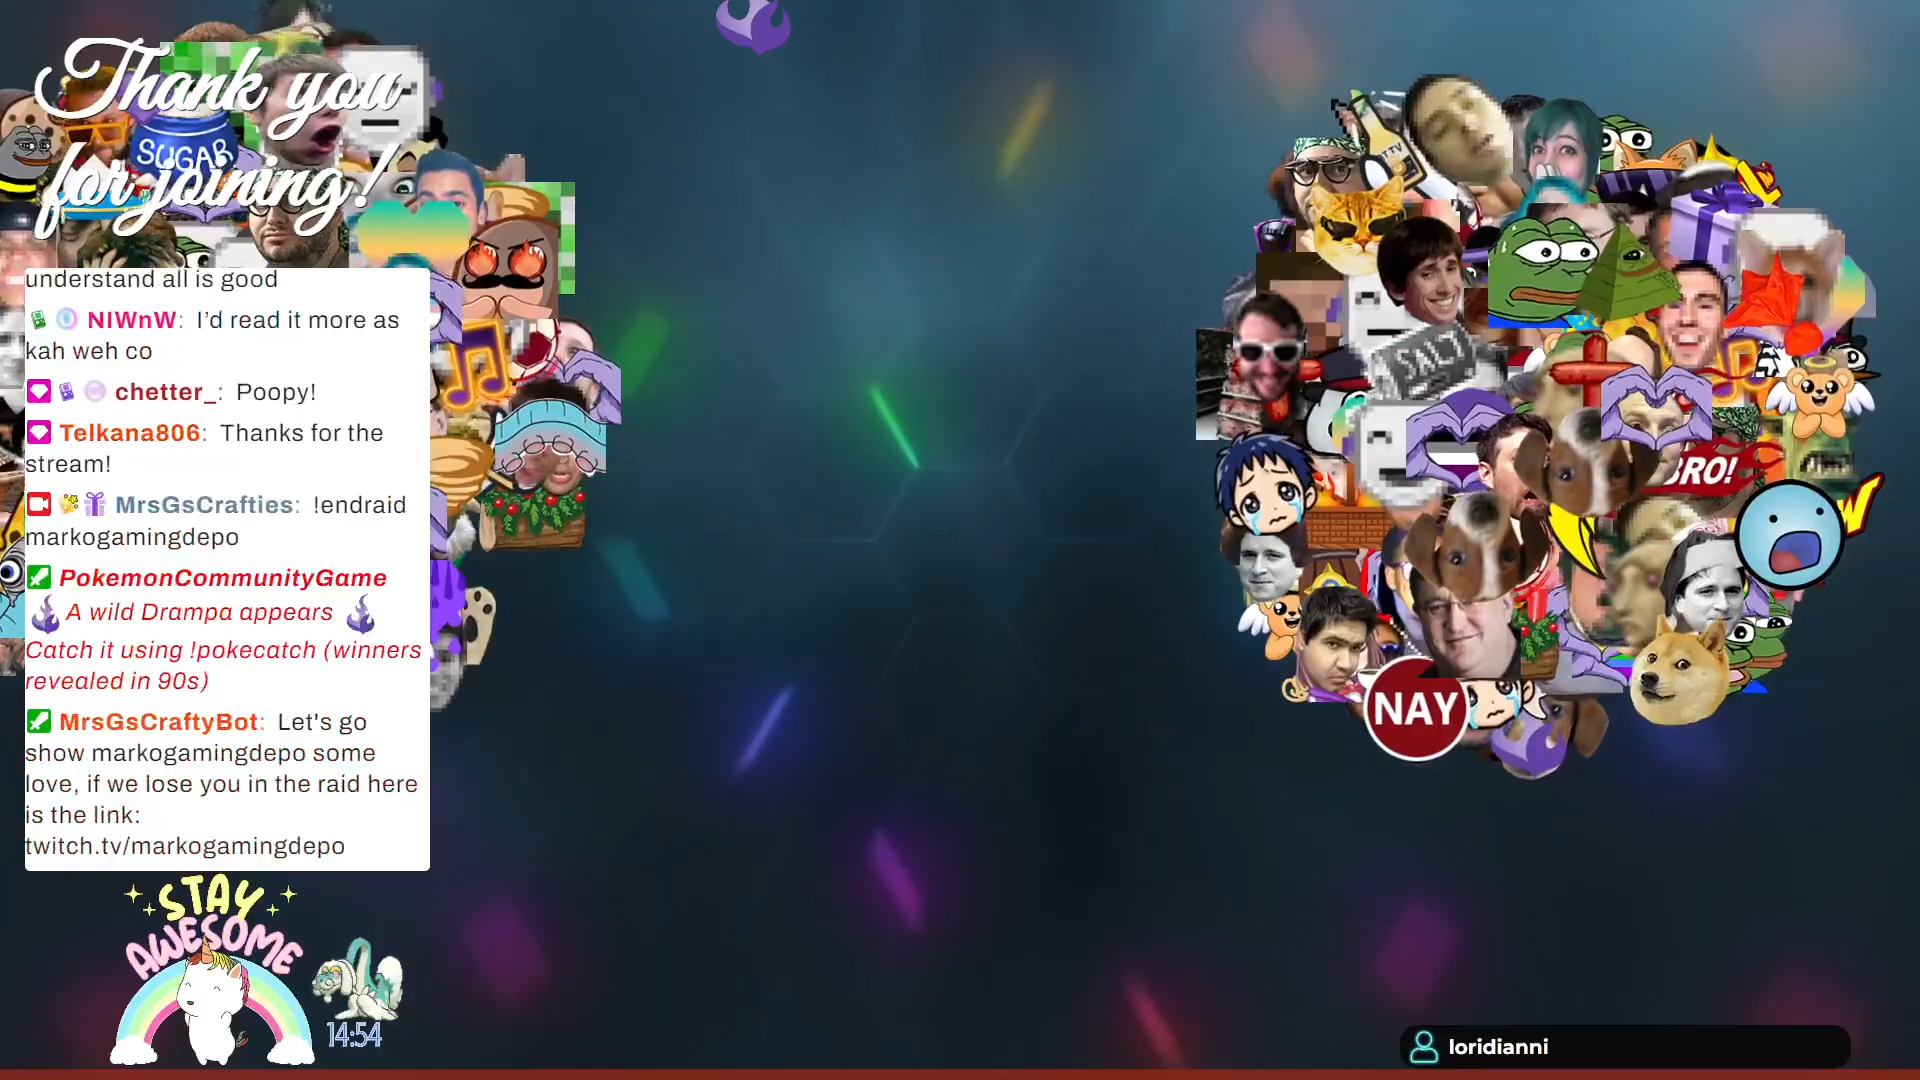 Thank you
for joining!
SUGAR
understand all is good
NIWnW: I'd read it more as
kah weh co
chetter_: Poopy!
Telkana806: Thanks for the
stream!
MrsGsCrafties: !endraid
markogamingdepo
PokemonCommunityGame
A wild Drampa appears
Catch it using !pokecatch (winners
revealed in 90s)
MrsGsCraftyBot: Let's go
show markogamingdepo some
love, if we lose you in the raid here
is the link:
twitch.tv/markogamingdepo
STAY
AWESOME
14:54
SALT
BRO!
NAY
loridianni